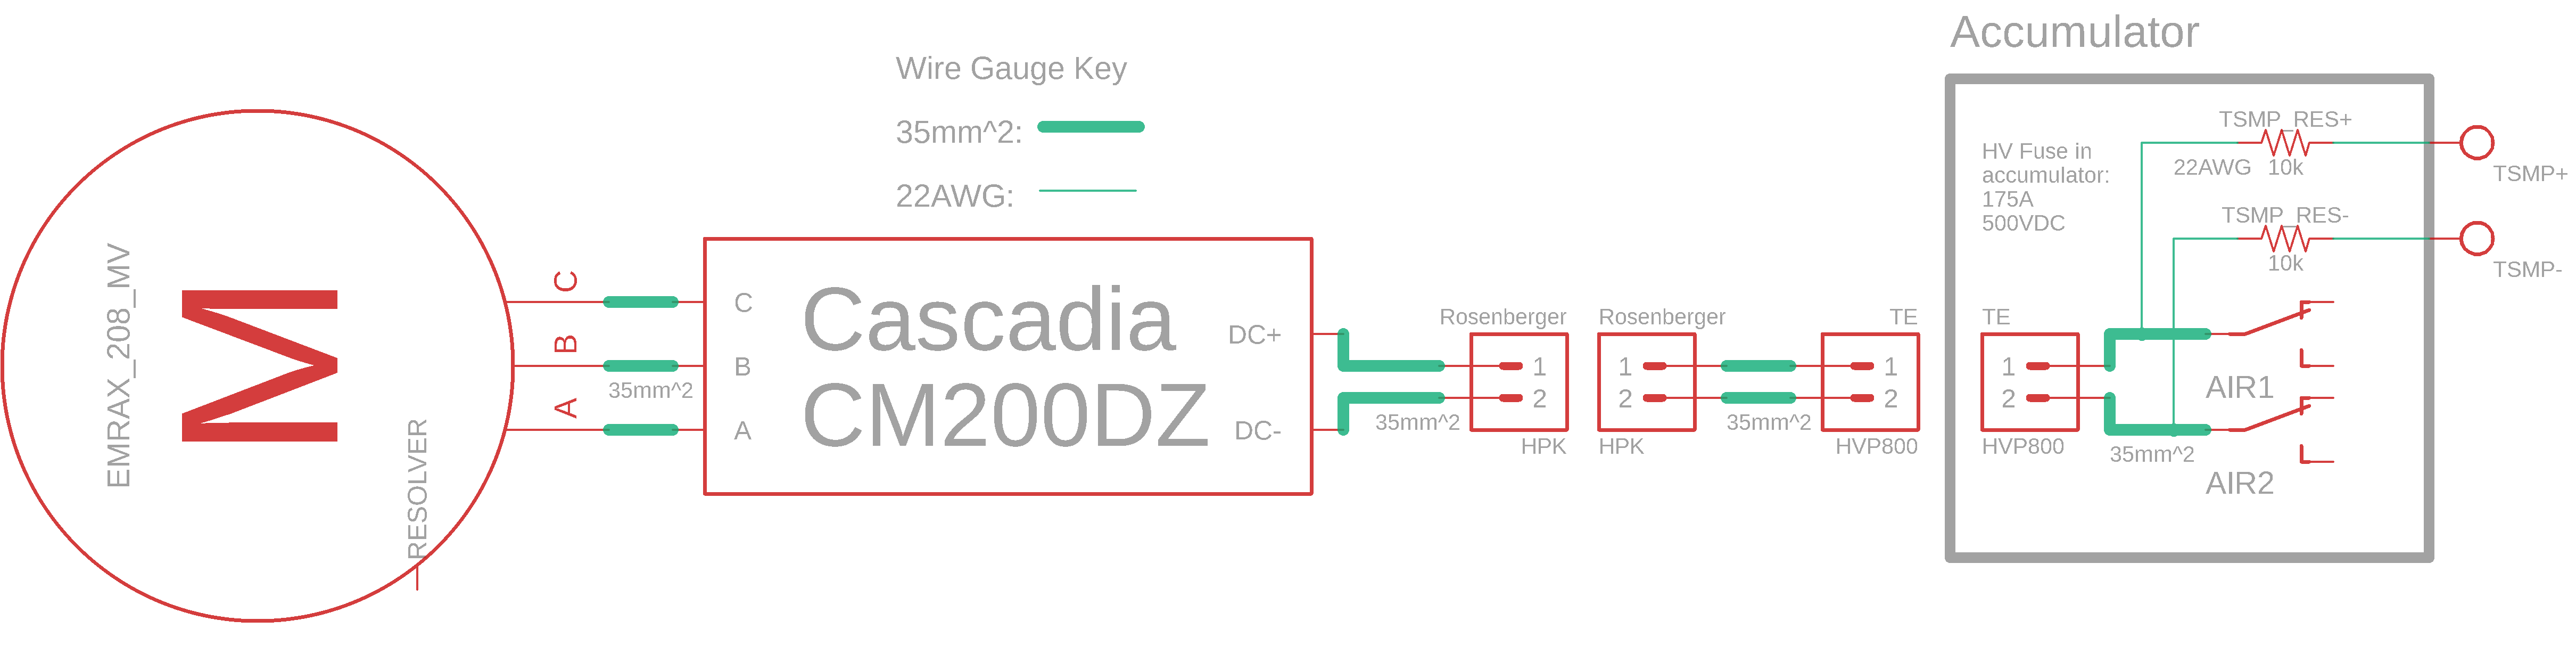 Accumulator
Wire Gauge Key
35mm^2:
22AWG:
EMRAX_208_MV
M
RESOLVER
C
B
A
35mm^2
C
B
A
Cascadia
CM200DZ
DC+
DC-
35mm^2
Rosenberger
1
2
HPK
Rosenberger
1
2
HPK
35mm^2
TE
1
2
HVP800
TE
1
2
HVP800
35mm^2
HV Fuse in
accumulator:
175A
500VDC
TSMP_RES+
22AWG 10k
TSMP+
TSMP_RES-
10k
TSMP-
AIR1
AIR2